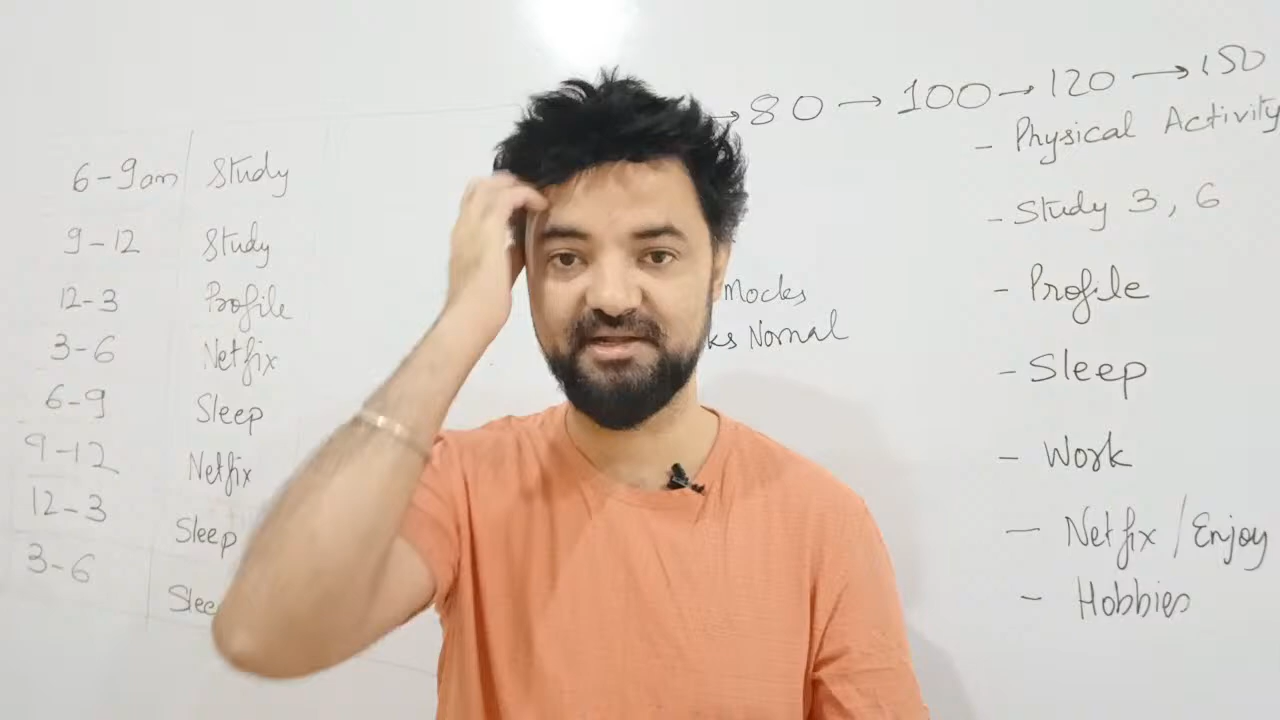 → 80 → 100 → 120 → 150
6-9am Study
9-12 Study
12-3 Profile
3-6 Netfix
6-9 Sleep
9-12 Netfix
12-3 Sleep
3-6 Slee
Mocks
ks Normal
- Physical Activity
- Study 3, 6
- Profile
- Sleep
- Work
- Netfix / Enjoy
- Hobbies